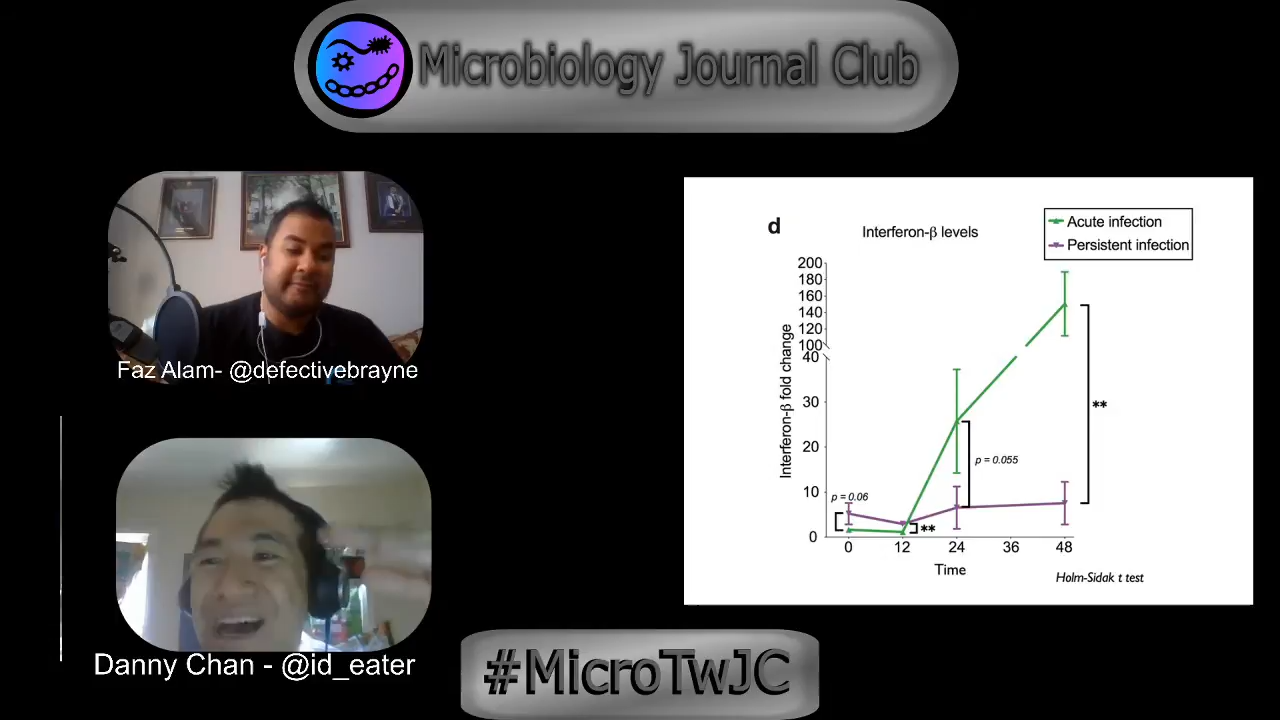 Microbiology Journal Club
Faz Alam- @defectivebrayne
Danny Chan - @id_eater
d
Interferon-β levels
Acute infection
Persistent infection
Interferon-β fold change
200
180
160
140
120
100
40
30
20
10
0
p = 0.06
**
p = 0.055
**
0 12 24 36 48
Time
Holm-Sidak t test
#MicroTwJC